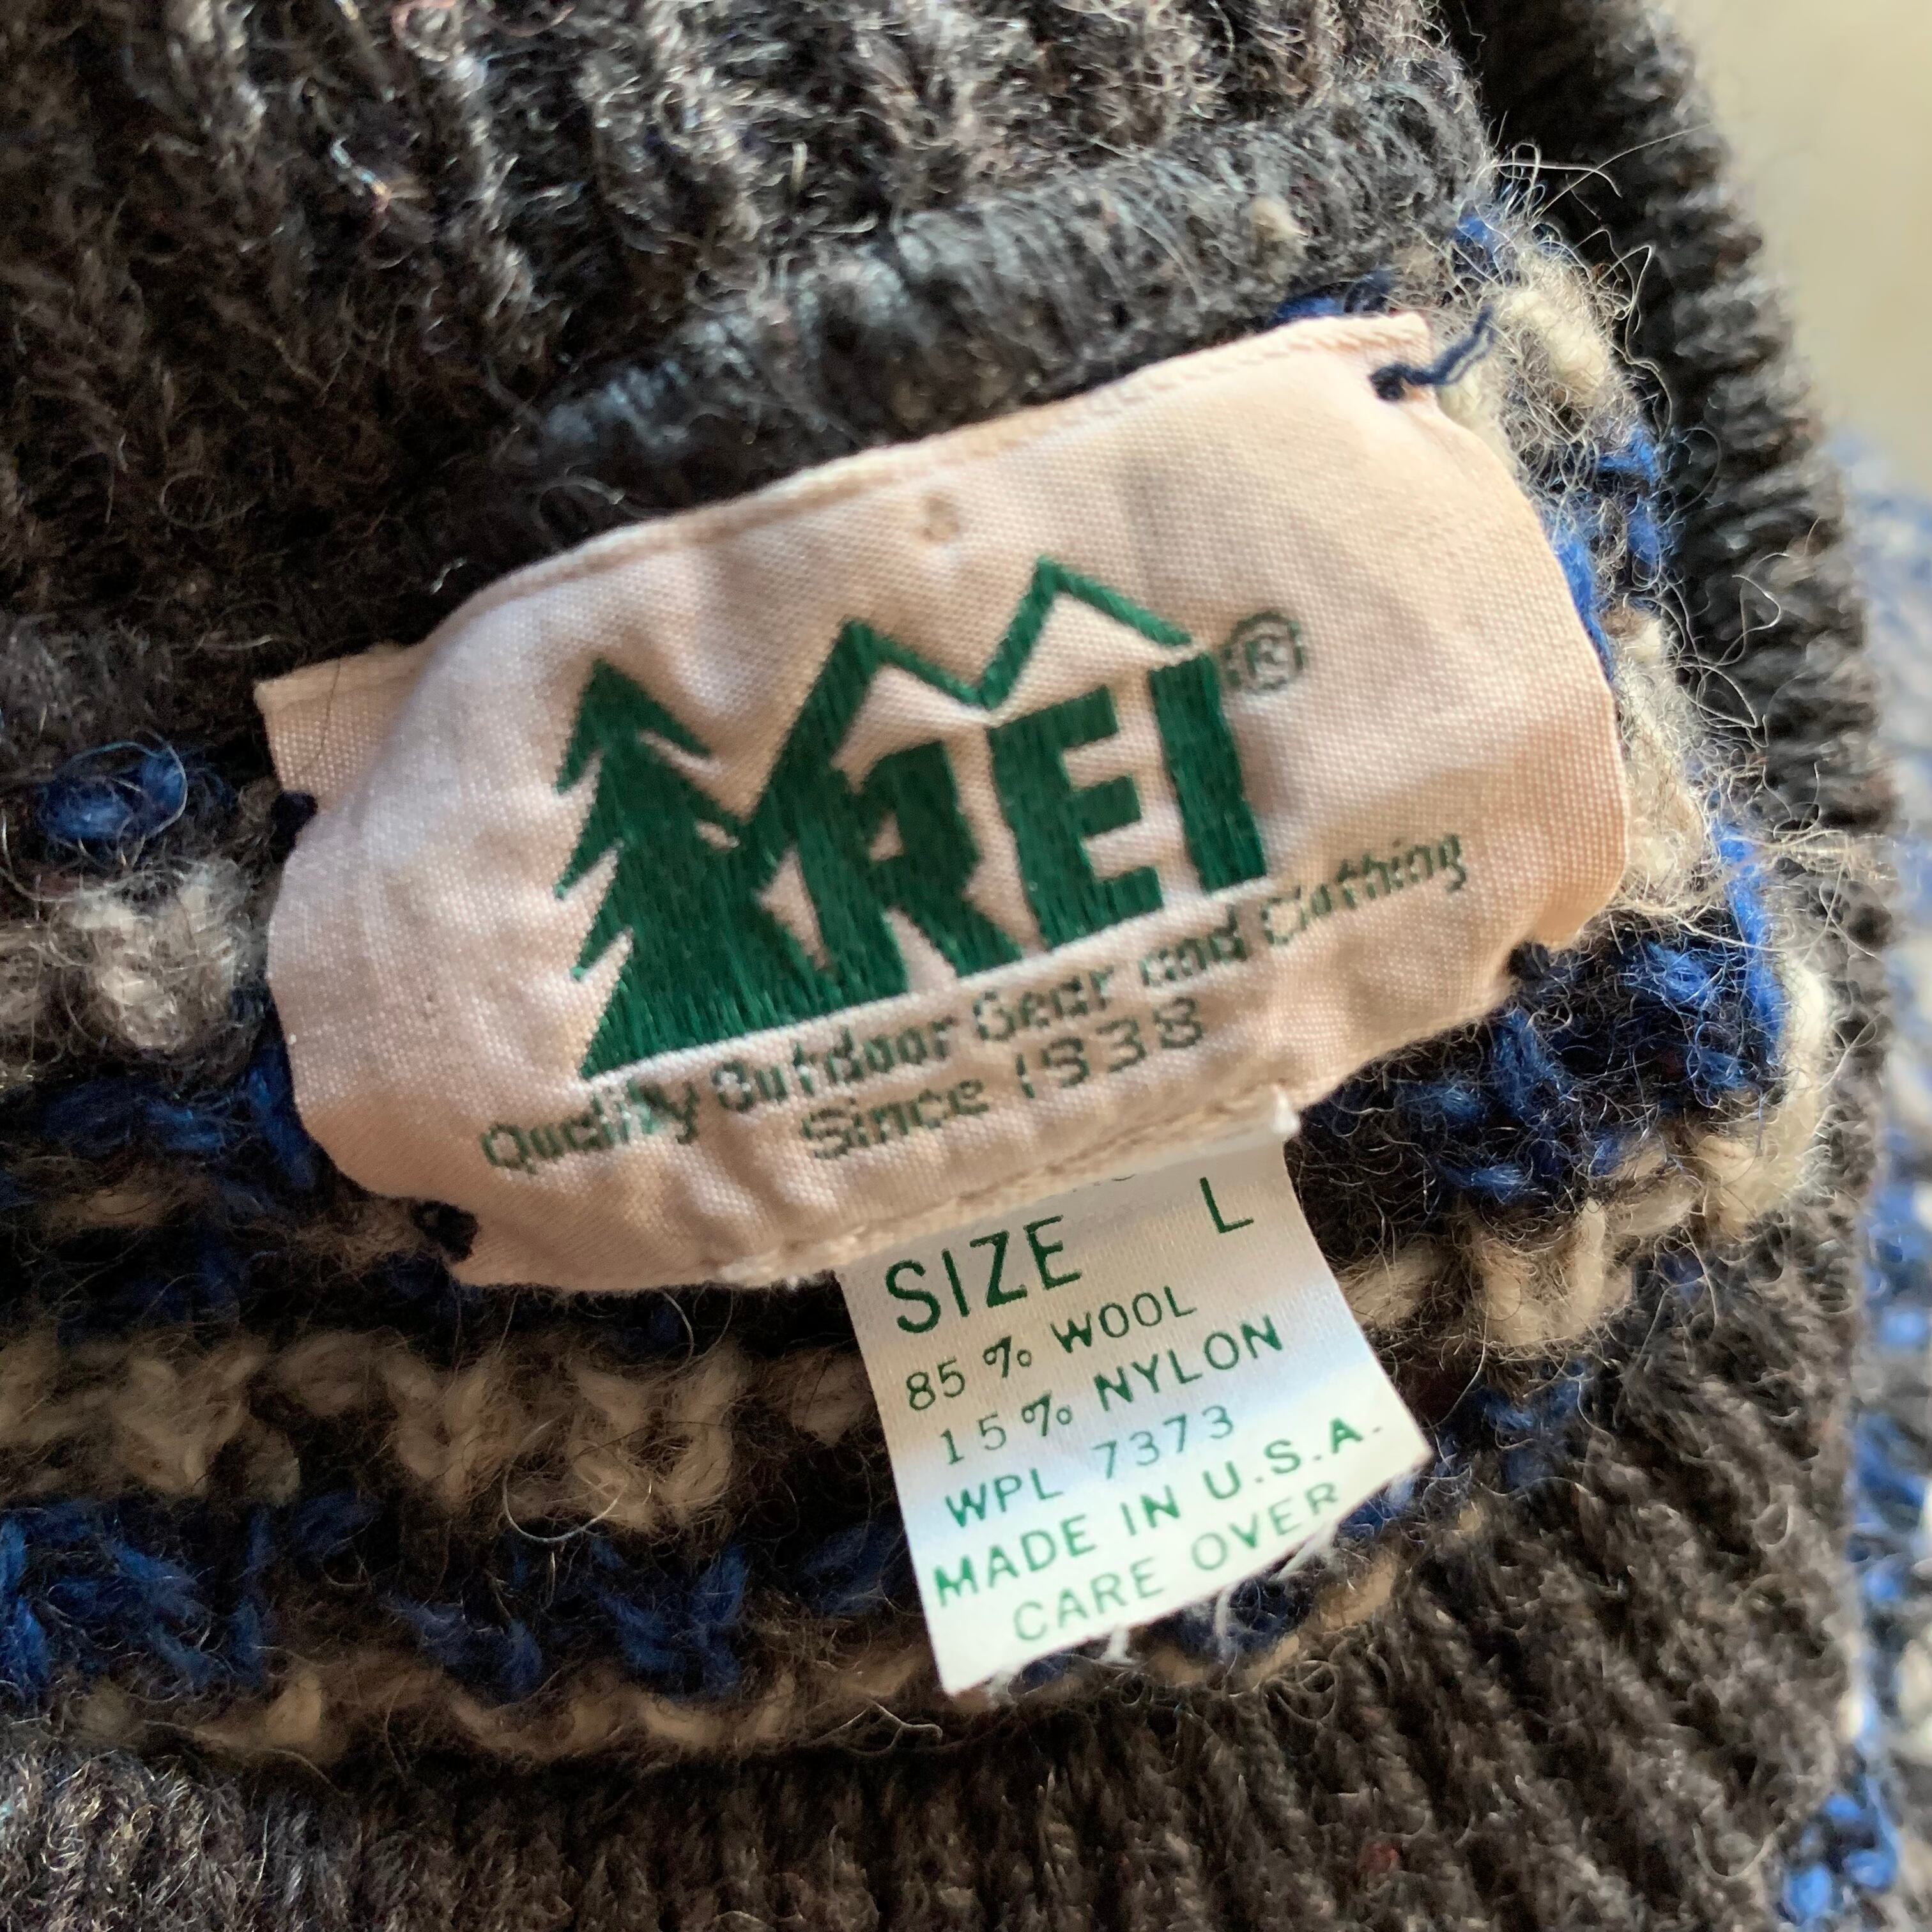 REI®
Quality Outdoor Gear and Clothing
Since 1938
SIZE L
85% WOOL
15% NYLON
WPL 7373
MADE IN U.S.A.
CARE OVER